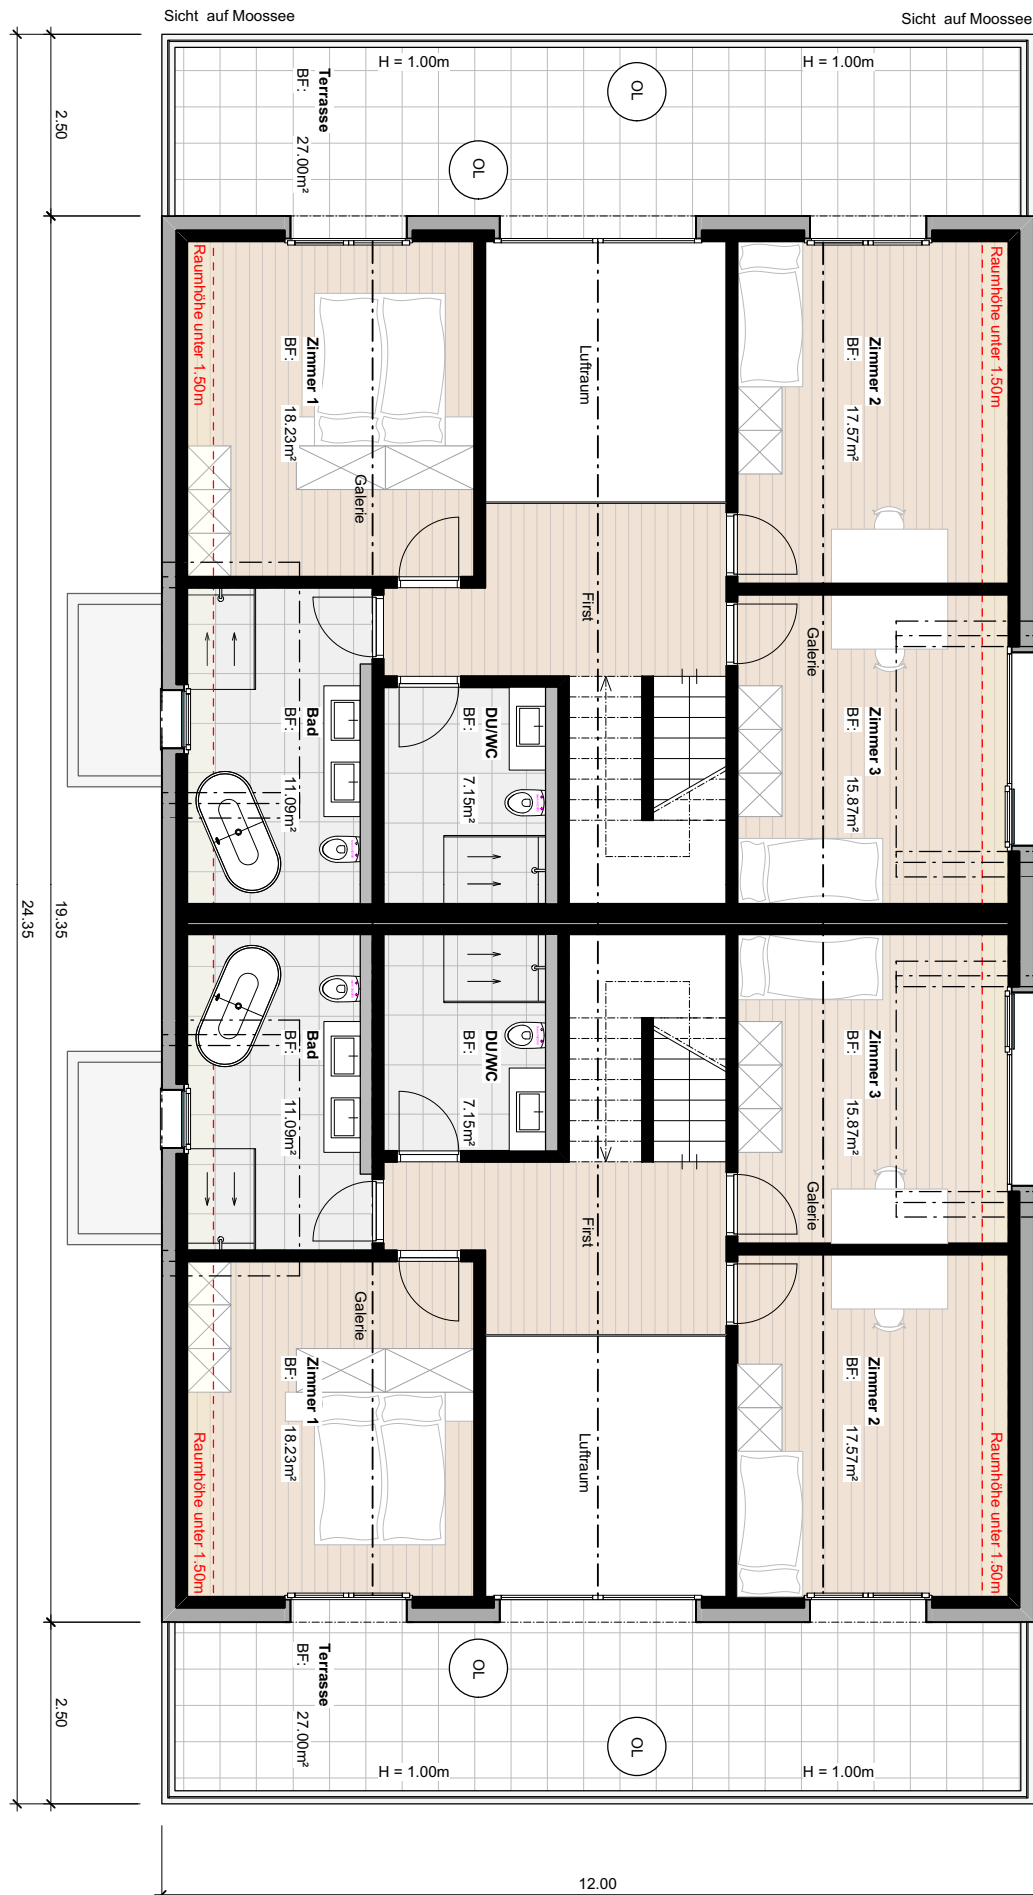 Sicht auf Moossee
Sicht auf Moossee
H = 1.00m
H = 1.00m
Terrasse
BF: 27.00m²
OL
OL
2.50
Raumhöhe unter 1.50m
Raumhöhe unter 1.50m
Zimmer 1
BF: 18.23m²
Galerie
Luftraum
Zimmer 2
BF: 17.57m²
First
Galerie
Bad
BF: 11.09m²
DU/WC
BF: 7.15m²
Zimmer 3
BF: 15.87m²
24.35
19.35
Bad
BF: 11.09m²
DU/WC
BF: 7.15m²
Zimmer 3
BF: 15.87m²
First
Galerie
Galerie
Zimmer 1
BF: 18.23m²
Luftraum
Zimmer 2
BF: 17.57m²
Raumhöhe unter 1.50m
Raumhöhe unter 1.50m
Terrasse
BF: 27.00m²
OL
OL
2.50
H = 1.00m
H = 1.00m
12.00